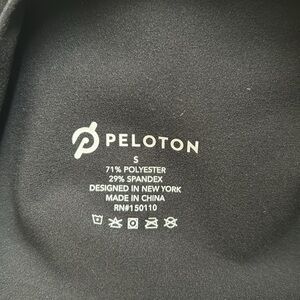 PELOTON
S
71% POLYESTER
29% SPANDEX
DESIGNED IN NEW YORK
MADE IN CHINA
RN#150110